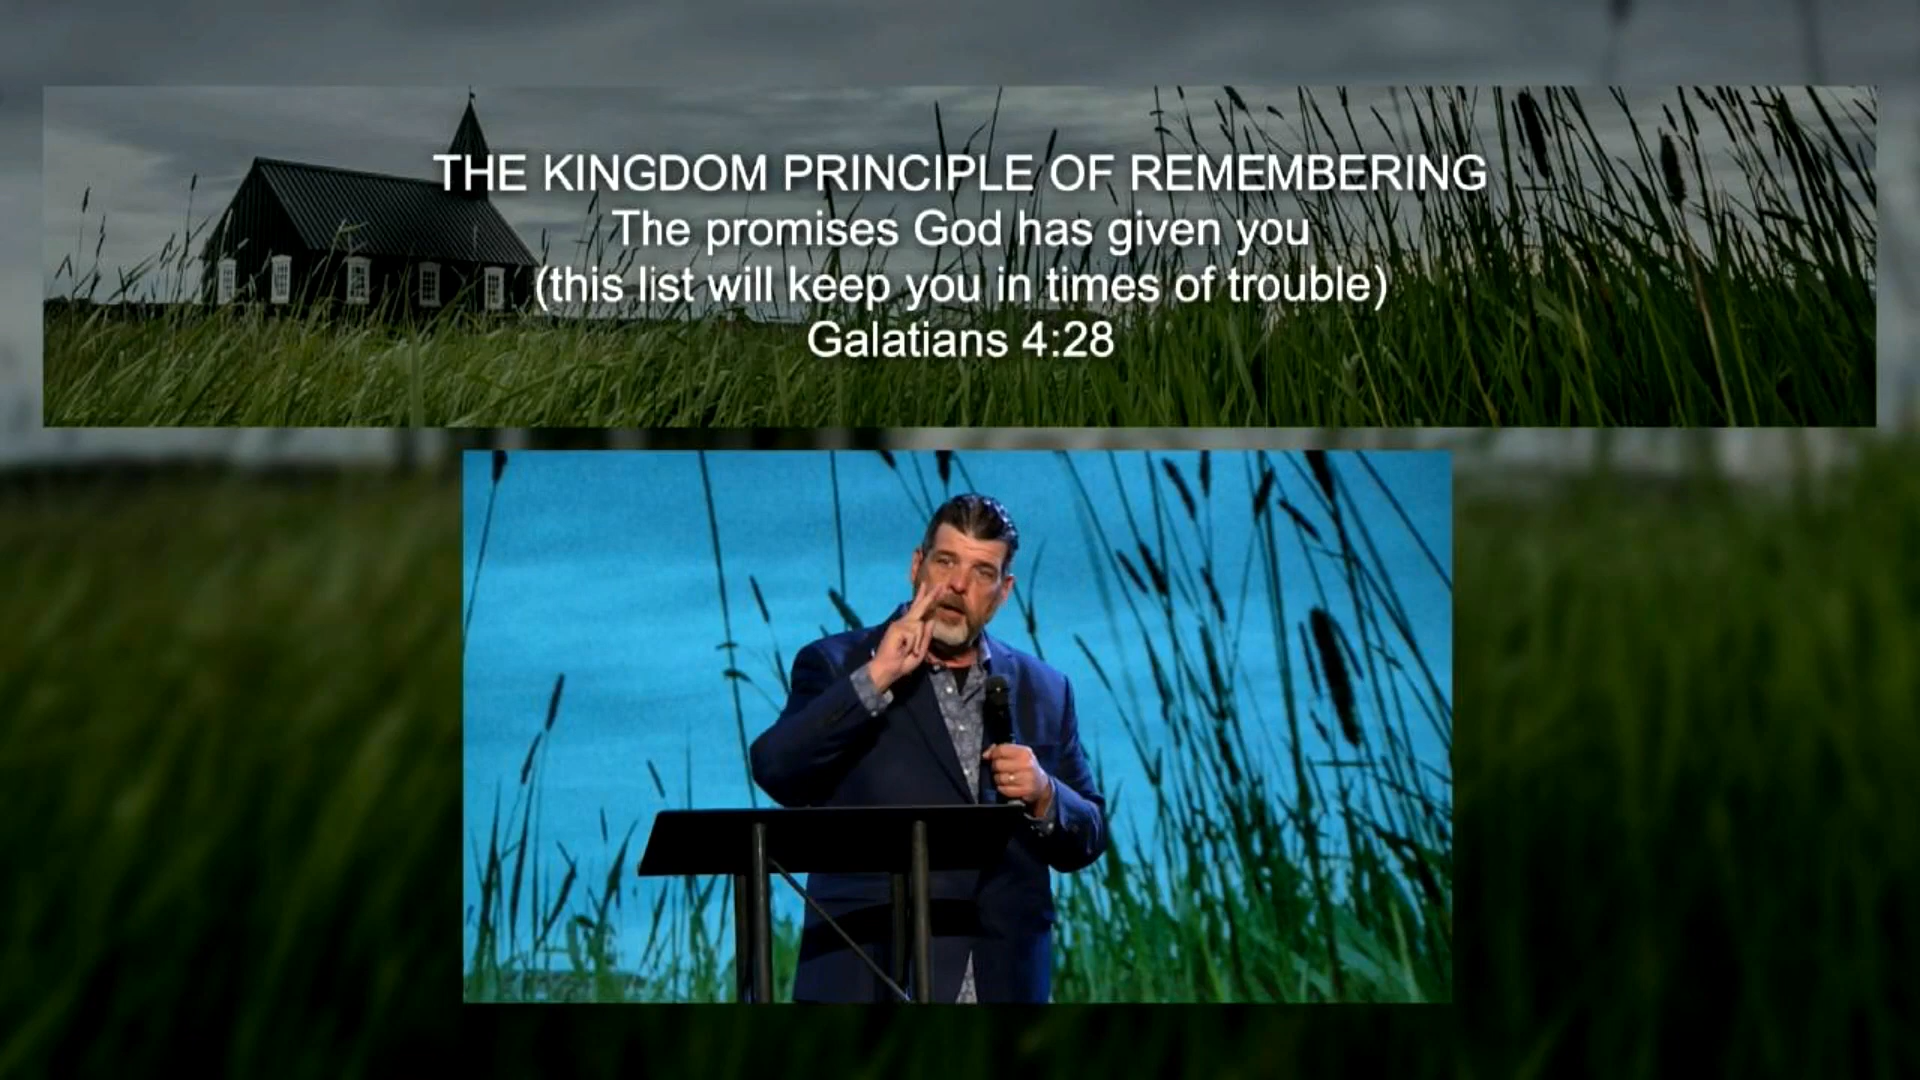 THE KINGDOM PRINCIPLE OF REMEMBERING
The promises God has given you
(this list will keep you in times of trouble)
Galatians 4:28